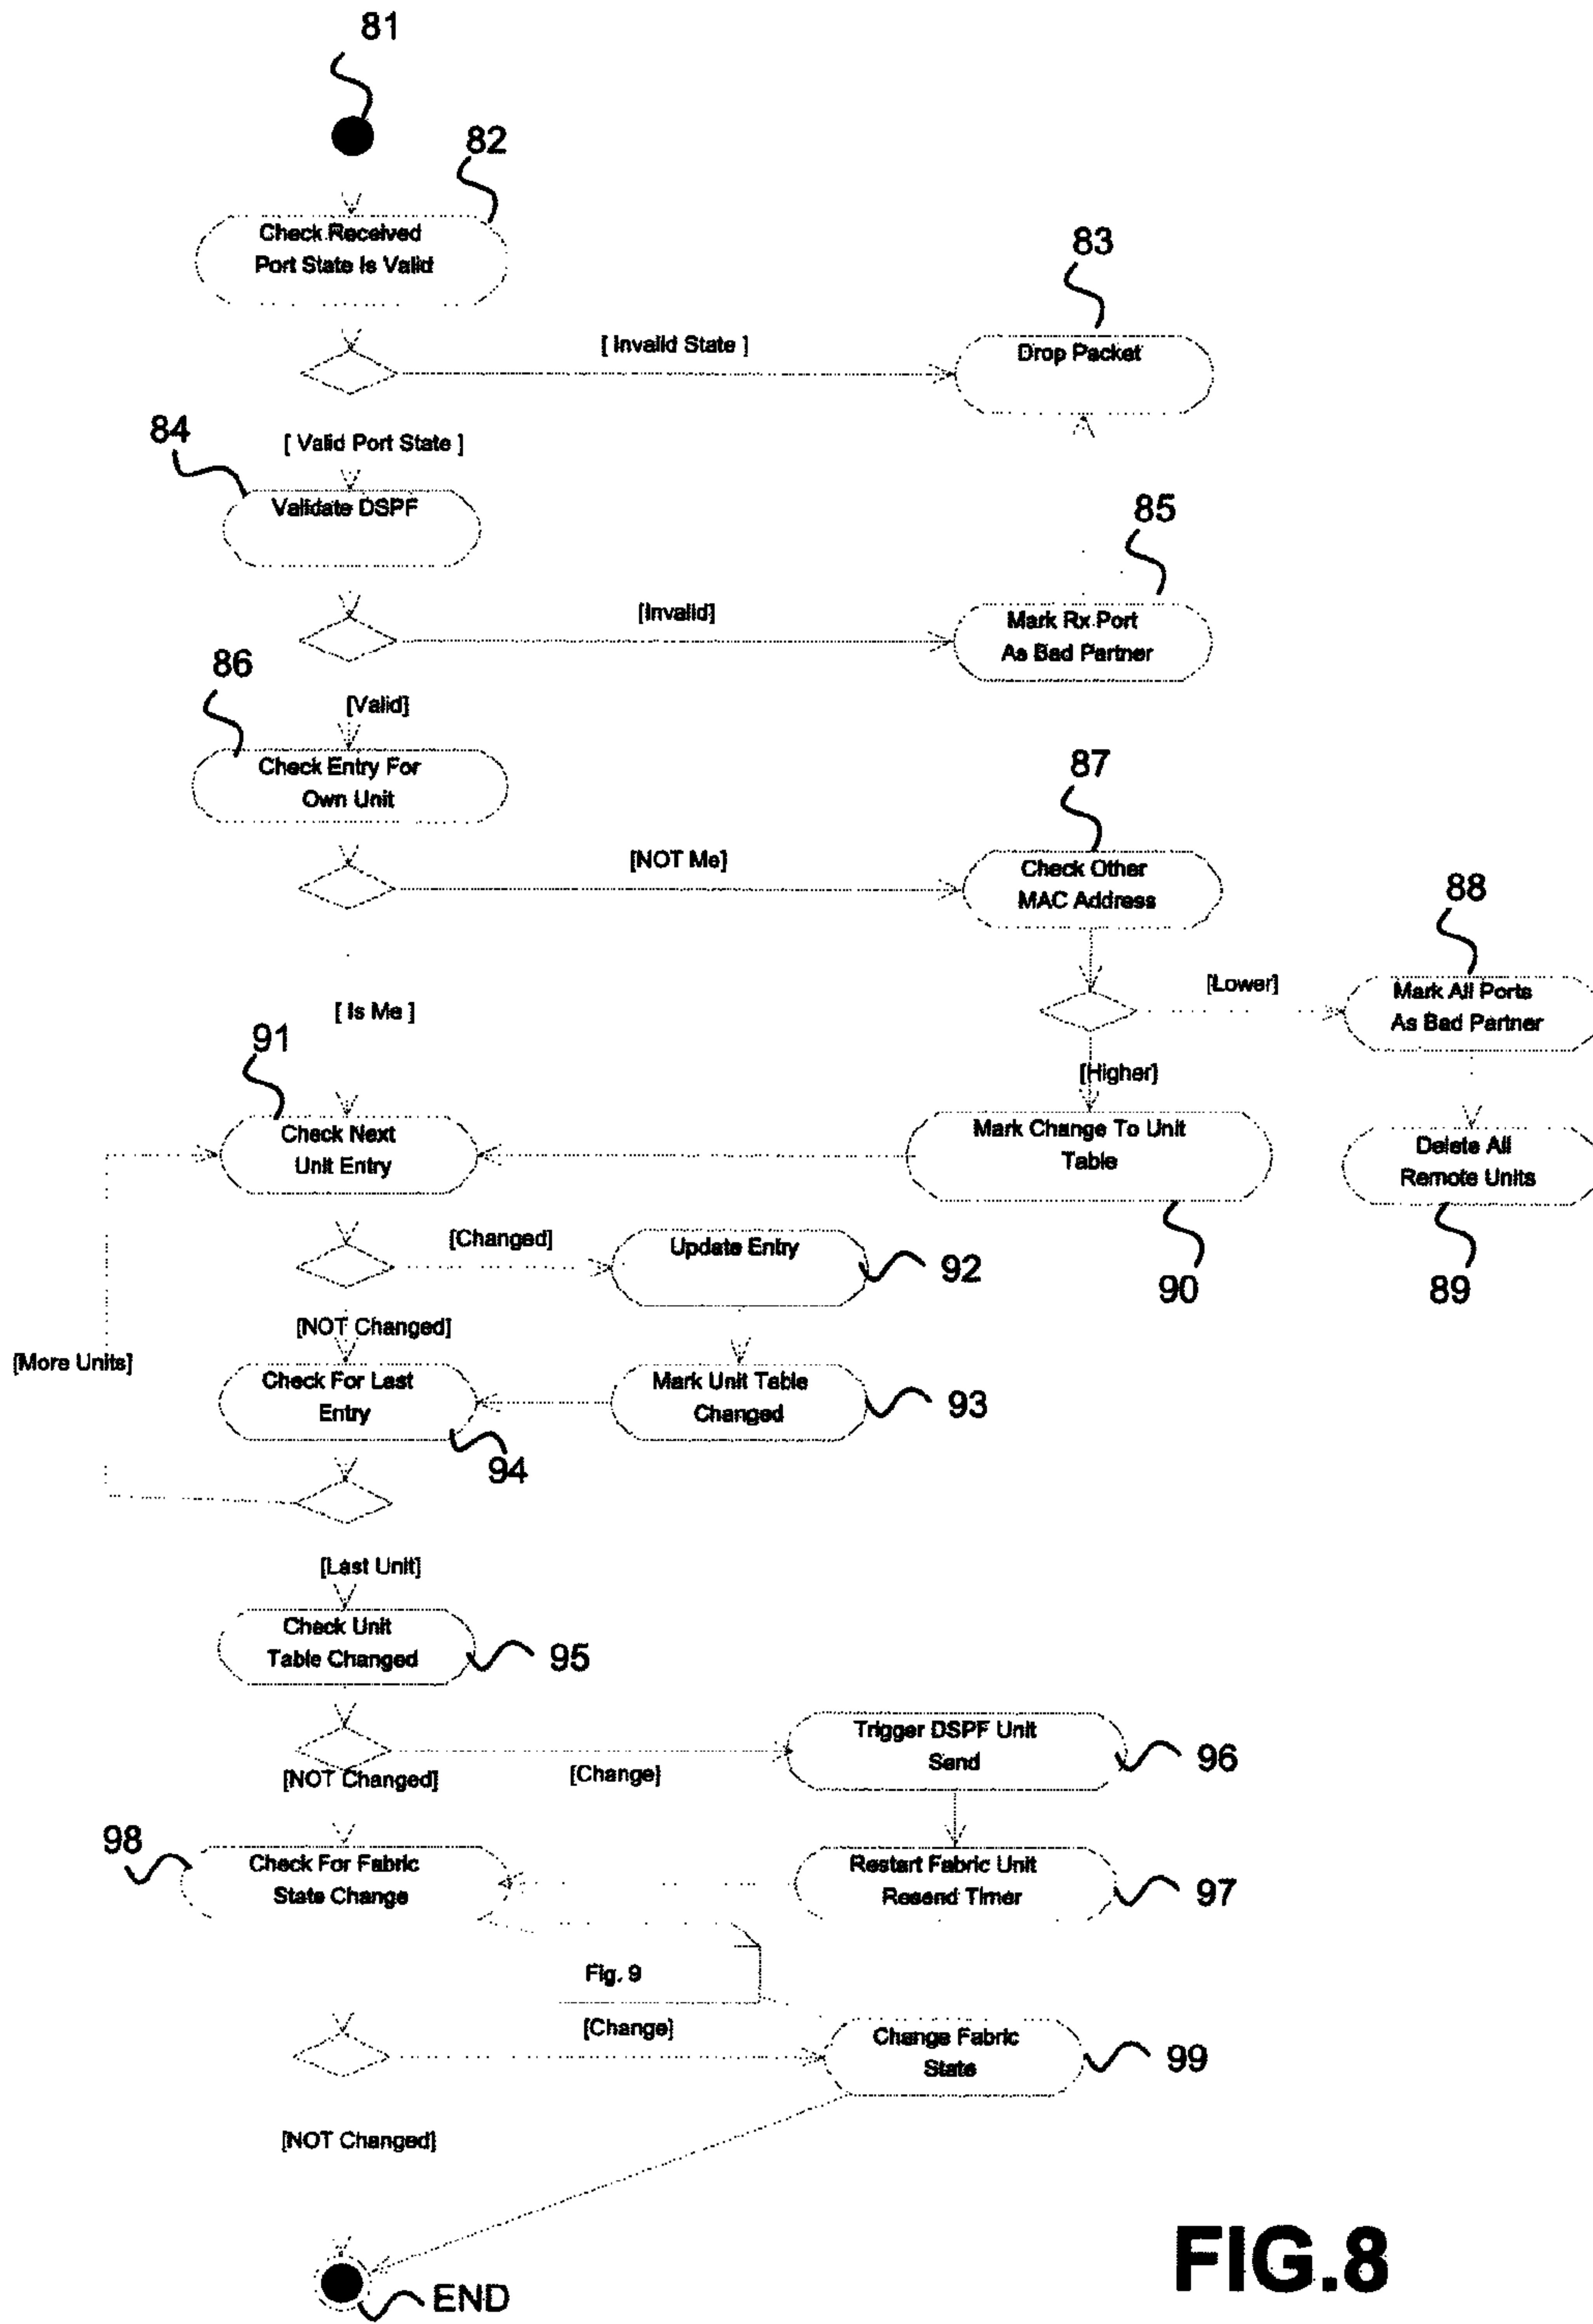 81
82
Check Received
Port State Is Valid
83
[ Invalid State ]
Drop Packet
84
[ Valid Port State ]
Validate DSPF
85
[Invalid]
Mark Rx Port
As Bad Partner
86
[Valid]
Check Entry For
Own Unit
87
[NOT Me]
Check Other
MAC Address
88
[Lower]
Mark All Ports
As Bad Partner
[ Is Me ]
91
[Higher]
Check Next
Unit Entry
Mark Change To Unit
Table
Delete All
Remote Units
[Changed]
Update Entry
92
90
89
[NOT Changed]
[More Units]
Check For Last
Entry
Mark Unit Table
Changed
93
94
[Last Unit]
Check Unit
Table Changed
95
Trigger DSPF Unit
Send
96
[NOT Changed]
[Change]
98
Check For Fabric
State Change
Restart Fabric Unit
Resend Timer
97
Fig. 9
[Change]
Change Fabric
State
99
[NOT Changed]
END
FIG.8